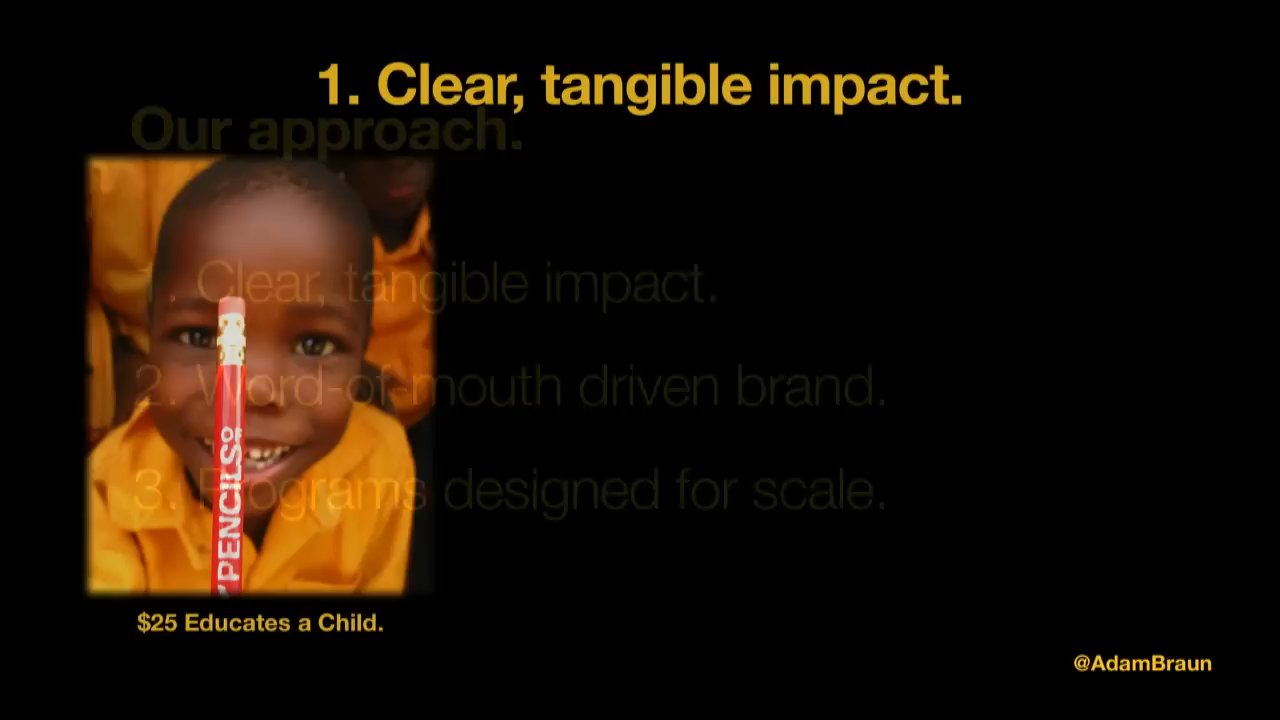 1. Clear, tangible impact.
Our approach.
1. Clear, tangible impact.
2. Word-of-mouth driven brand.
3. Programs designed for scale.
PENCILS OF
$25 Educates a Child.
@AdamBraun